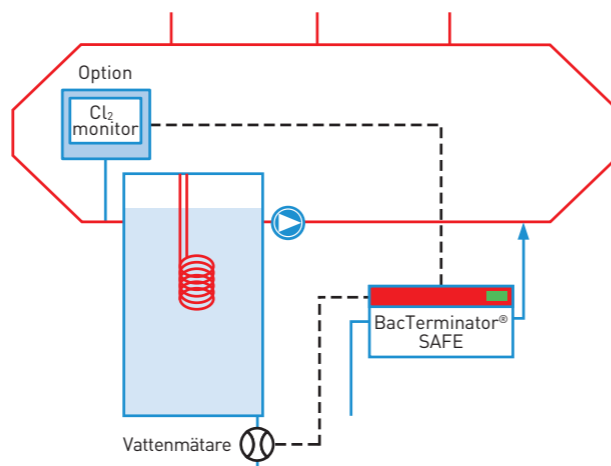 Option
Cl₂
monitor
BacTerminator®
SAFE
Vattenmätare